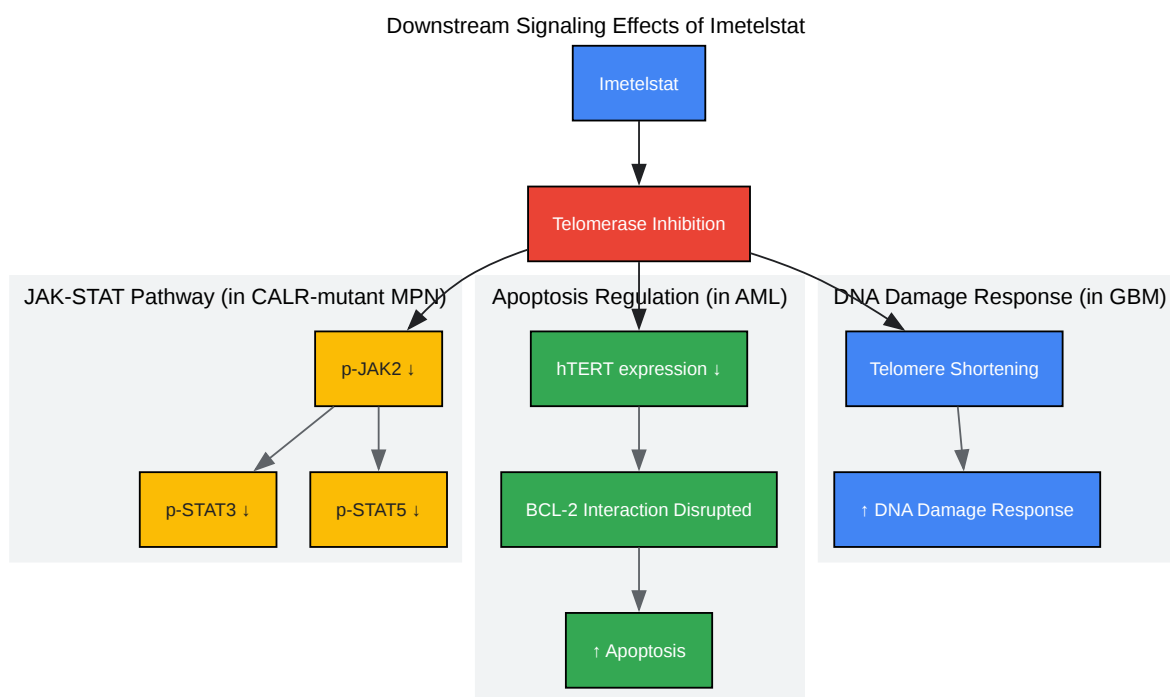 Downstream Signaling Effects of Imetelstat
Imetelstat
Telomerase Inhibition
JAK-STAT Pathway (in CALR-mutant MPN)
p-JAK2 ↓
p-STAT3 ↓
p-STAT5 ↓
Apoptosis Regulation (in AML)
hTERT expression ↓
BCL-2 Interaction Disrupted
↑ Apoptosis
DNA Damage Response (in GBM)
Telomere Shortening
↑ DNA Damage Response